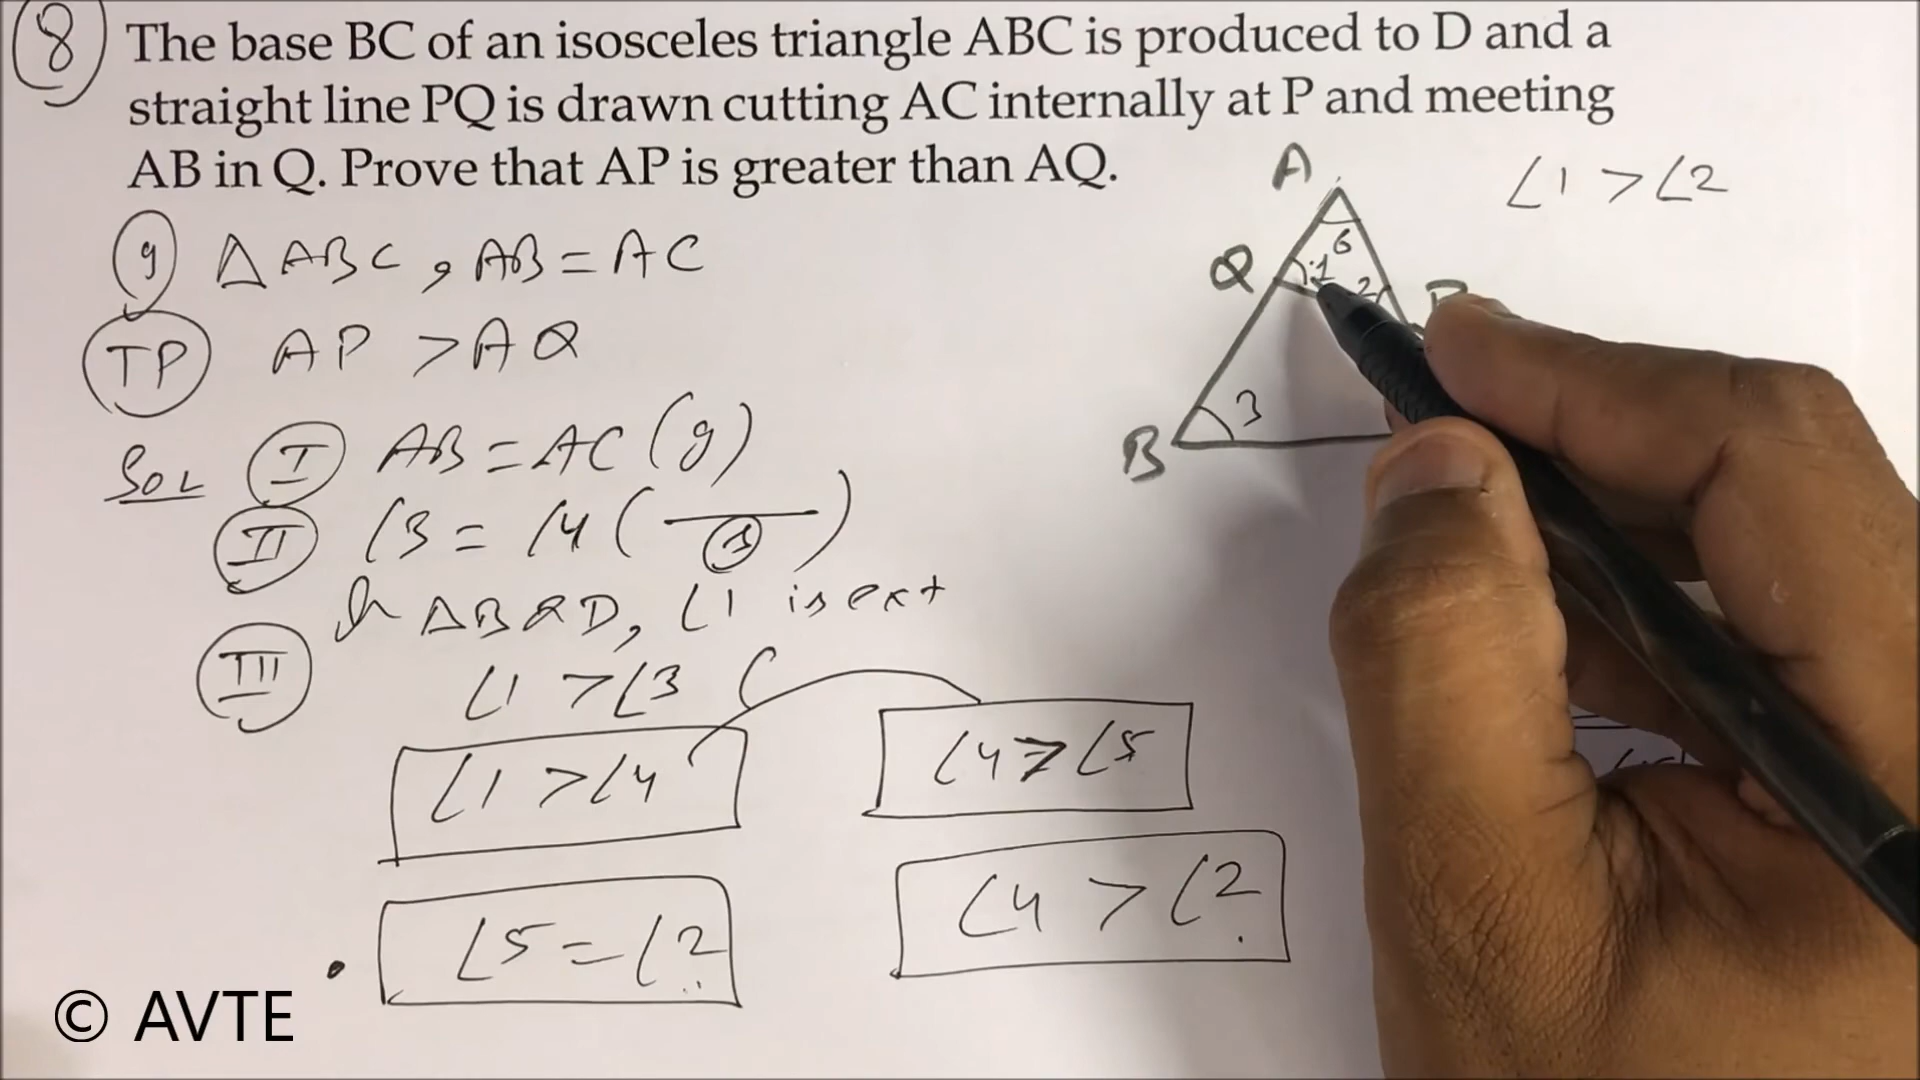 8 The base BC of an isosceles triangle ABC is produced to D and a
straight line PQ is drawn cutting AC internally at P and meeting
AB in Q. Prove that AP is greater than AQ.
A
∠1 > ∠2
g △ABC, AB = AC
Q 6 1 2
TP AP > AQ
B 3
Sol I AB = AC (g)
II ∠3 = ∠4
In △BQD, ∠1 is ext
III ∠1 > ∠3
∠1 > ∠4 ∠4 > ∠5
∠5 = ∠2 ∠4 > ∠2
© AVTE